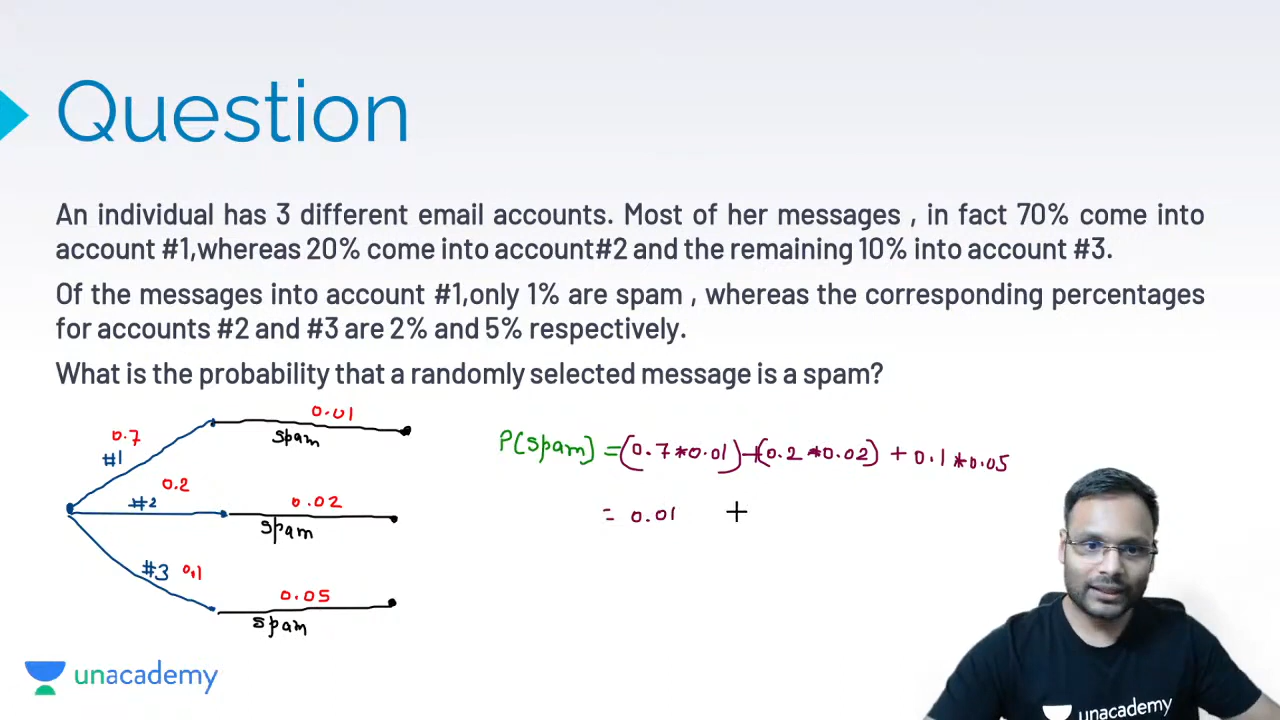 Question
An individual has 3 different email accounts. Most of her messages , in fact 70% come into
account #1,whereas 20% come into account#2 and the remaining 10% into account #3.
Of the messages into account #1,only 1% are spam , whereas the corresponding percentages
for accounts #2 and #3 are 2% and 5% respectively.
What is the probability that a randomly selected message is a spam?
0.7
#1
0.01
spam
0.2
#2
0.02
spam
#3 0.1
0.05
spam
P(spam) = (0.7*0.01)+(0.2*0.02) + 0.1*0.05
= 0.01
unacademy
unacademy